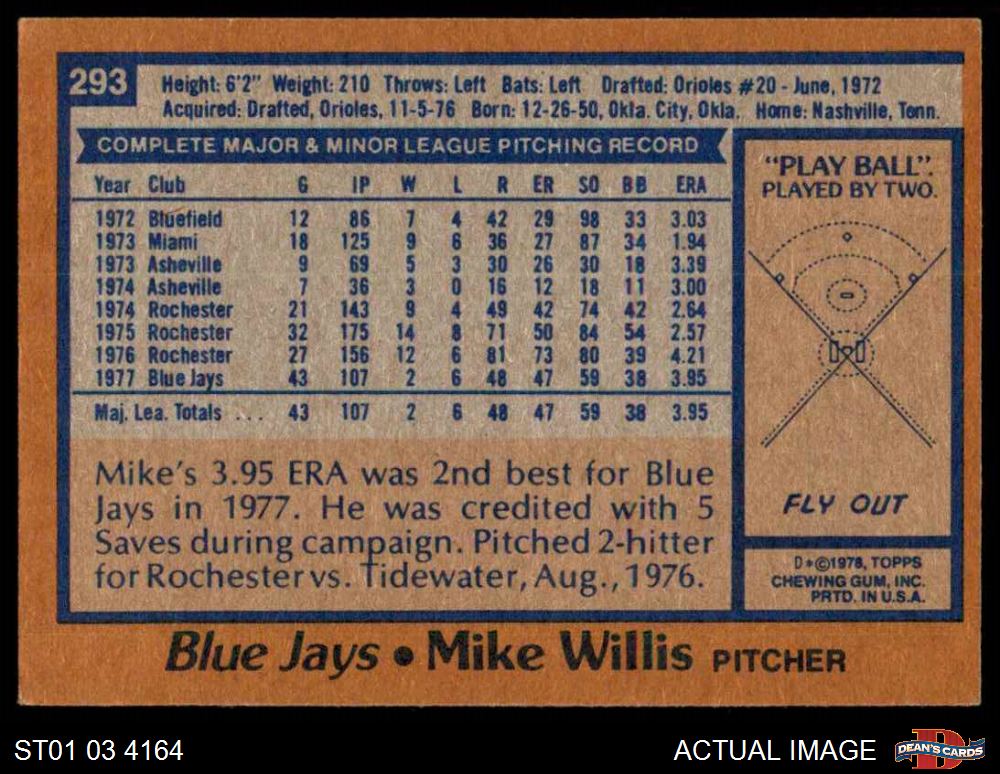 293
Height: 6'2" Weight: 210 Throws: Left Bats: Left Drafted: Orioles #20 - June, 1972
Acquired: Drafted, Orioles, 11-5-76 Born: 12-26-50, Okla. City, Okla. Home: Nashville, Tenn.
COMPLETE MAJOR & MINOR LEAGUE PITCHING RECORD
Year Club G IP W L R ER SO BB ERA
1972 Bluefield 12 86 7 4 42 29 98 33 3.03
1973 Miami 18 125 9 6 36 27 87 34 1.94
1973 Asheville 9 69 5 3 30 26 30 18 3.39
1974 Asheville 7 36 3 0 16 12 18 11 3.00
1974 Rochester 21 143 9 4 49 42 74 42 2.64
1975 Rochester 32 175 14 8 71 50 84 54 2.57
1976 Rochester 27 156 12 6 81 73 80 39 4.21
1977 Blue Jays 43 107 2 6 48 47 59 38 3.95
Maj. Lea. Totals ... 43 107 2 6 48 47 59 38 3.95
Mike's 3.95 ERA was 2nd best for Blue
Jays in 1977. He was credited with 5
Saves during campaign. Pitched 2-hitter
for Rochester vs. Tidewater, Aug., 1976.
"PLAY BALL".
PLAYED BY TWO.
FLY OUT
D*©1978, TOPPS
CHEWING GUM, INC.
PRTD. IN U.S.A.
Blue Jays • Mike Willis PITCHER
ST01 03 4164
ACTUAL IMAGE
DEAN'S CARDS